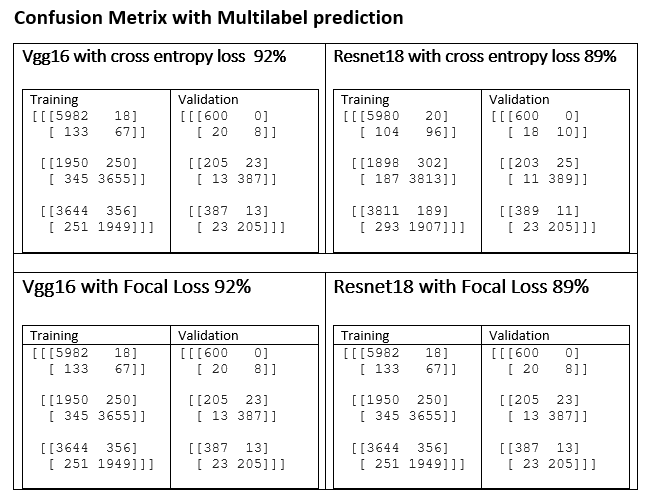 Confusion Metrix with Multilabel prediction
Vgg16 with cross entropy loss  92%
Training
[[[5982   18]
  [ 133   67]]
 [[1950  250]
  [ 345 3655]]
 [[3644  356]
  [ 251 1949]]]
Validation
[[[600   0]
  [ 20   8]]
 [[205  23]
  [ 13 387]]
 [[387  13]
  [ 23 205]]]
Resnet18 with cross entropy loss 89%
Training
[[[5980   20]
  [ 104   96]]
 [[1898  302]
  [ 187 3813]]
 [[3811  189]
  [ 293 1907]]]
Validation
[[[600   0]
  [ 18  10]]
 [[203  25]
  [ 11 389]]
 [[389  11]
  [ 23 205]]]
Vgg16 with Focal Loss 92%
Training
[[[5982   18]
  [ 133   67]]
 [[1950  250]
  [ 345 3655]]
 [[3644  356]
  [ 251 1949]]]
Validation
[[[600   0]
  [ 20   8]]
 [[205  23]
  [ 13 387]]
 [[387  13]
  [ 23 205]]]
Resnet18 with Focal Loss 89%
Training
[[[5982   18]
  [ 133   67]]
 [[1950  250]
  [ 345 3655]]
 [[3644  356]
  [ 251 1949]]]
Validation
[[[600   0]
  [ 20   8]]
 [[205  23]
  [ 13 387]]
 [[387  13]
  [ 23 205]]]